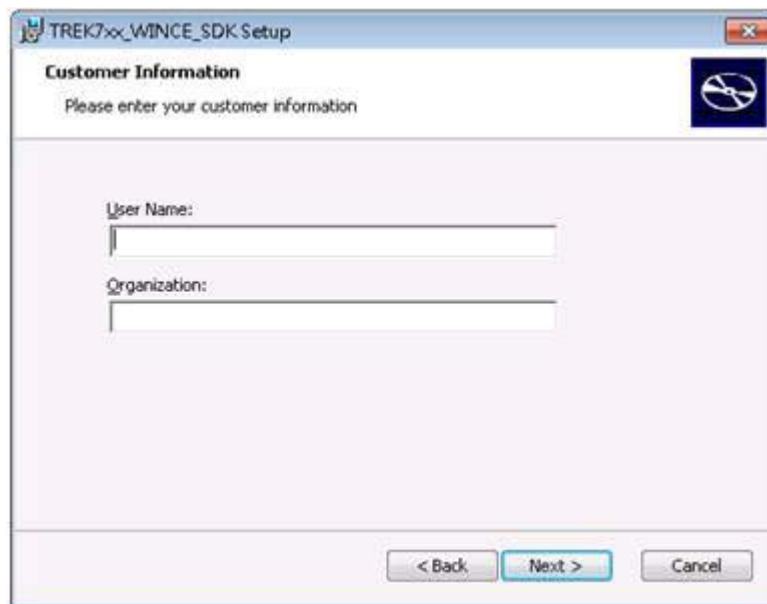 TREK7xx_WINCE_SDK Setup
Customer Information
Please enter your customer information
User Name:
Organization:
< Back Next > Cancel